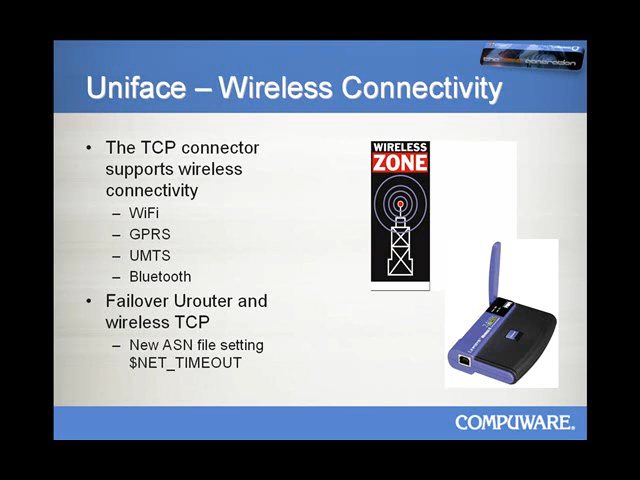 Uniface – Wireless Connectivity
• The TCP connector
supports wireless
connectivity
– WiFi
– GPRS
– UMTS
– Bluetooth
• Failover Urouter and
wireless TCP
– New ASN file setting
$NET_TIMEOUT
WIRELESS
ZONE
COMPUWARE.